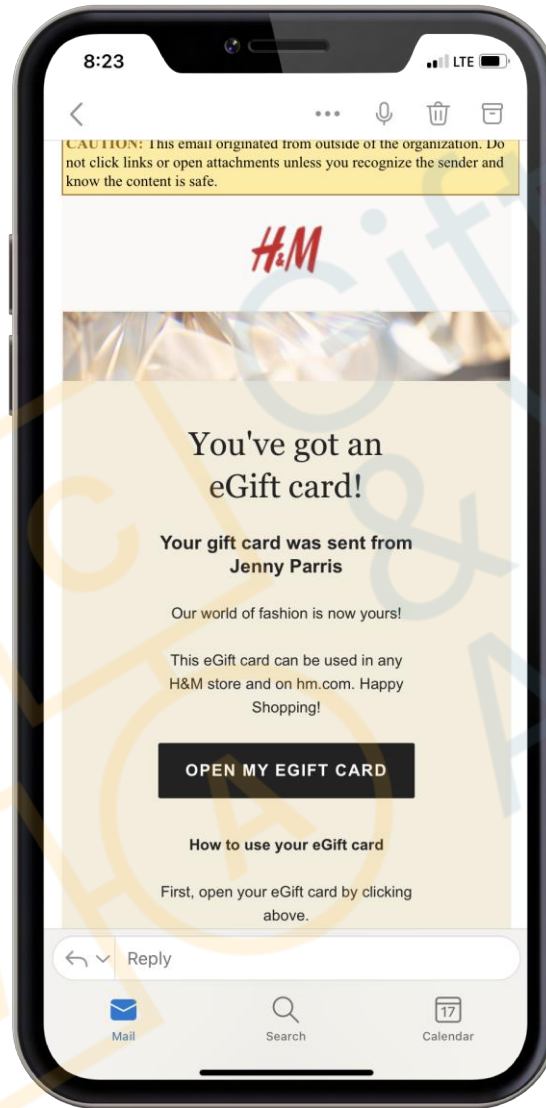 8:23
LTE
CAUTION: This email originated from outside of the organization. Do
not click links or open attachments unless you recognize the sender and
know the content is safe.
H&M
You've got an
eGift card!
Your gift card was sent from
Jenny Parris
Our world of fashion is now yours!
This eGift card can be used in any
H&M store and on hm.com. Happy
Shopping!
OPEN MY EGIFT CARD
How to use your eGift card
First, open your eGift card by clicking
above.
Reply
17
Mail
Search
Calendar